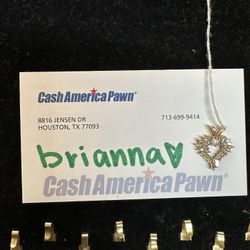 Cash America Pawn®
8816 JENSEN DR 713-699-9414
HOUSTON, TX 77093
brianna♥
Cash America Pawn®